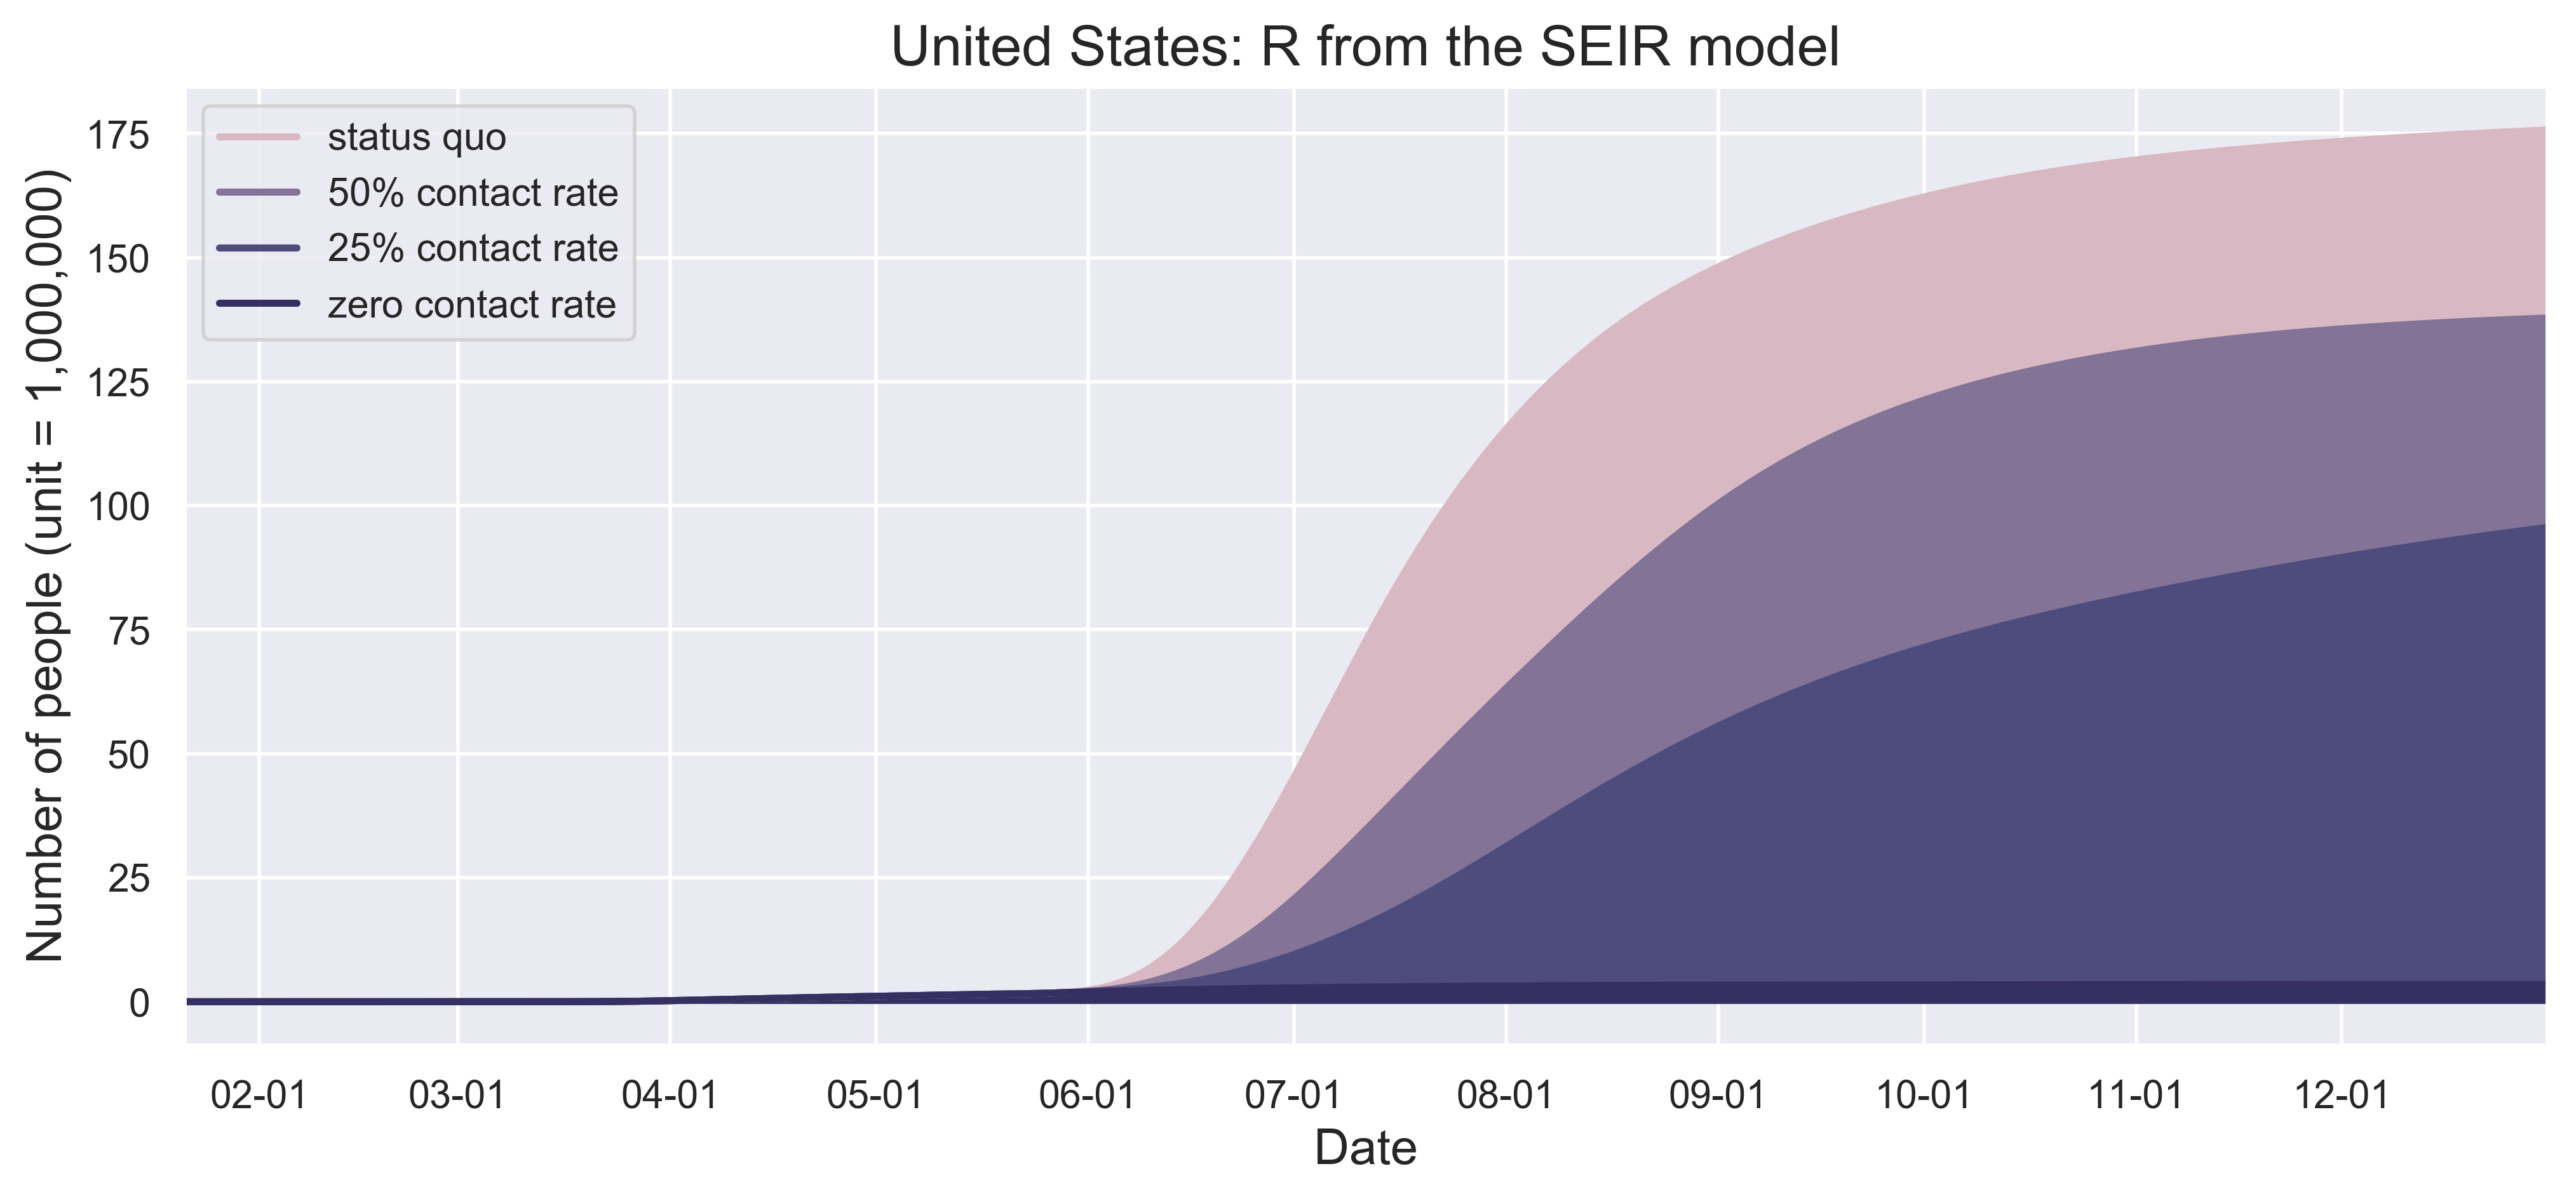 United States: R from the SEIR model
status quo
50% contact rate
25% contact rate
zero contact rate
Number of people (unit = 1,000,000)
175
150
125
100
75
50
25
0
02-01 03-01 04-01 05-01 06-01 07-01 08-01 09-01 10-01 11-01 12-01
Date